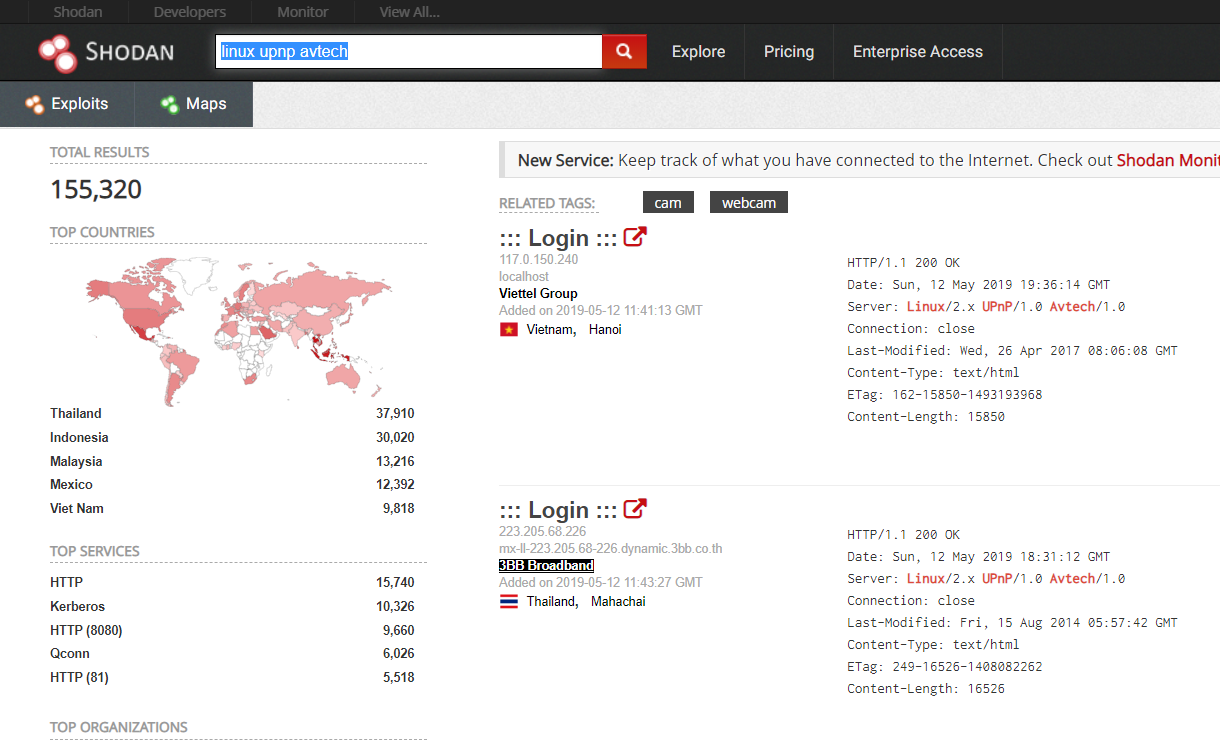 Shodan Developers Monitor View All...
SHODAN linux upnp avtech Explore Pricing Enterprise Access
Exploits Maps
TOTAL RESULTS
155,320
TOP COUNTRIES
Thailand 37,910
Indonesia 30,020
Malaysia 13,216
Mexico 12,392
Viet Nam 9,818
TOP SERVICES
HTTP 15,740
Kerberos 10,326
HTTP (8080) 9,660
Qconn 6,026
HTTP (81) 5,518
TOP ORGANIZATIONS
New Service: Keep track of what you have connected to the Internet. Check out Shodan Monit
RELATED TAGS: cam webcam
::: Login :::
117.0.150.240
localhost
Viettel Group
Added on 2019-05-12 11:41:13 GMT
Vietnam, Hanoi
HTTP/1.1 200 OK
Date: Sun, 12 May 2019 19:36:14 GMT
Server: Linux/2.x UPnP/1.0 Avtech/1.0
Connection: close
Last-Modified: Wed, 26 Apr 2017 08:06:08 GMT
Content-Type: text/html
ETag: 162-15850-1493193968
Content-Length: 15850
::: Login :::
223.205.68.226
mx-ll-223.205.68-226.dynamic.3bb.co.th
3BB Broadband
Added on 2019-05-12 11:43:27 GMT
Thailand, Mahachai
HTTP/1.1 200 OK
Date: Sun, 12 May 2019 18:31:12 GMT
Server: Linux/2.x UPnP/1.0 Avtech/1.0
Connection: close
Last-Modified: Fri, 15 Aug 2014 05:57:42 GMT
Content-Type: text/html
ETag: 249-16526-1408082262
Content-Length: 16526